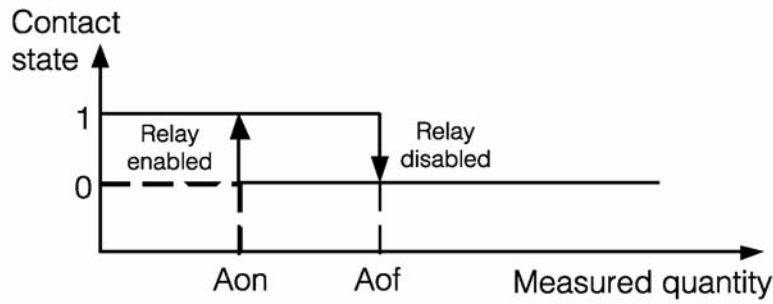 Contact
state
1
Relay
enabled
Relay
disabled
0
Aon
Aof
Measured quantity